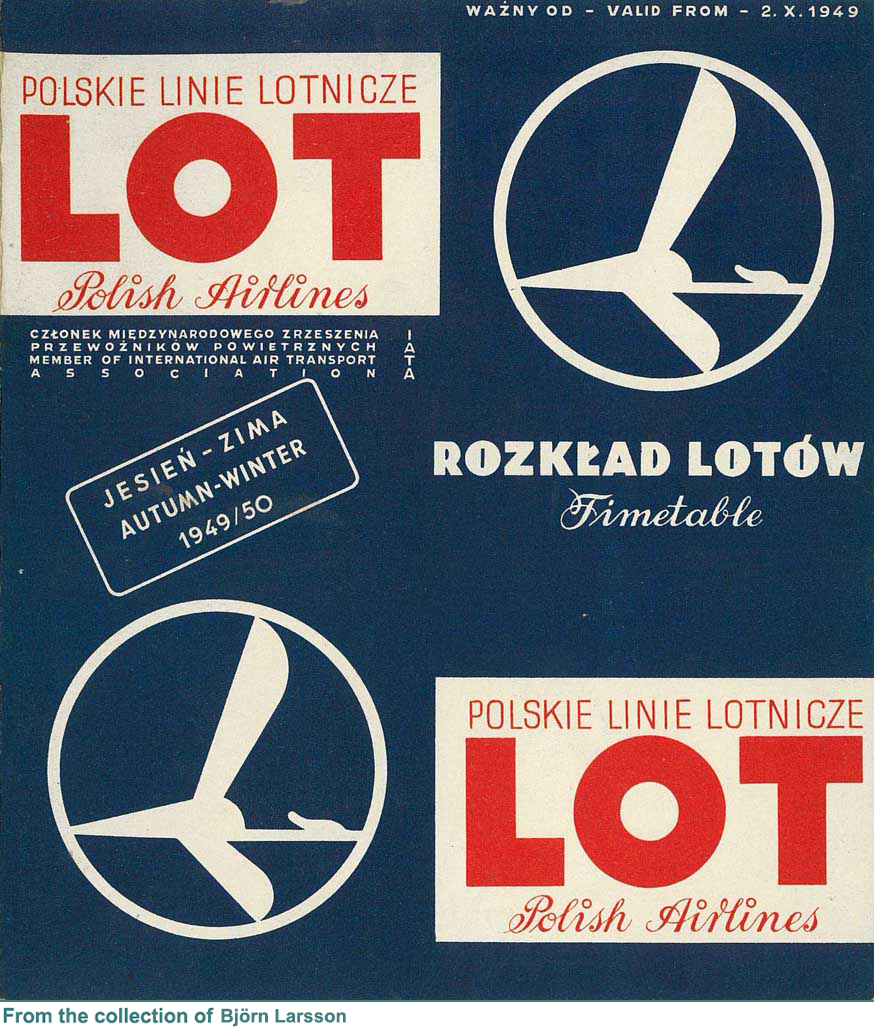 WAŻNY OD - VALID FROM - 2. X. 1949
POLSKIE LINIE LOTNICZE
LOT
Polish Airlines
CZŁONEK MIĘDZYNARODOWEGO ZRZESZENIA
PRZEWOŹNIKÓW POWIETRZNYCH
MEMBER OF INTERNATIONAL AIR TRANSPORT
ASSOCIATION
IATA
JESIEŃ - ZIMA
AUTUMN-WINTER
1949/50
ROZKŁAD LOTÓW
Timetable
POLSKIE LINIE LOTNICZE
LOT
Polish Airlines
From the collection of Björn Larsson